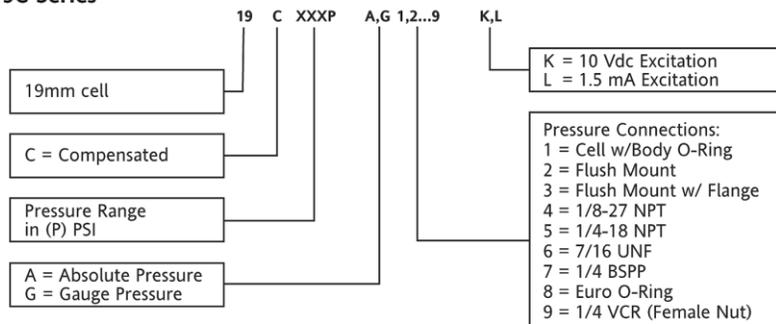 19 C XXXP A,G 1,2...9 K,L
K = 10 Vdc Excitation
L = 1.5 mA Excitation
19mm cell
C = Compensated
Pressure Range
in (P) PSI
A = Absolute Pressure
G = Gauge Pressure
Pressure Connections:
1 = Cell w/Body O-Ring
2 = Flush Mount
3 = Flush Mount w/ Flange
4 = 1/8-27 NPT
5 = 1/4-18 NPT
6 = 7/16 UNF
7 = 1/4 BSPP
8 = Euro O-Ring
9 = 1/4 VCR (Female Nut)